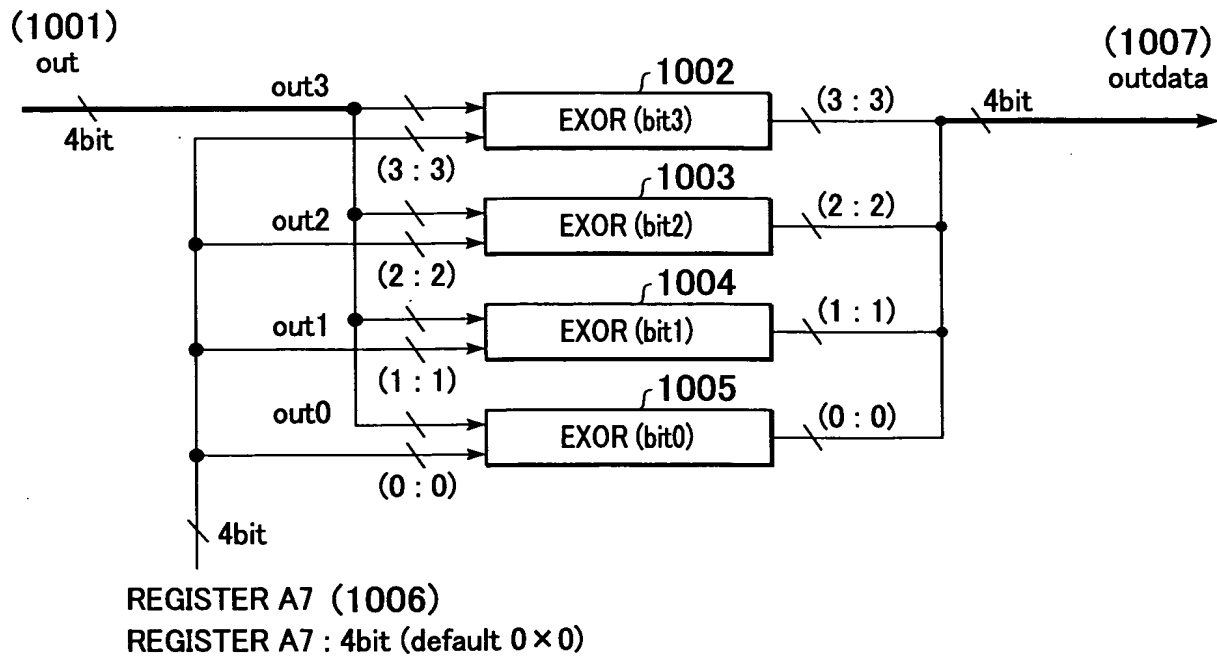 (1001)
out
4bit
out3
(3 : 3)
1002
EXOR (bit3)
(3 : 3)
4bit
(1007)
outdata
out2
(2 : 2)
1003
EXOR (bit2)
(2 : 2)
out1
(1 : 1)
1004
EXOR (bit1)
(1 : 1)
out0
(0 : 0)
1005
EXOR (bit0)
(0 : 0)
4bit
REGISTER A7 (1006)
REGISTER A7 : 4bit (default 0×0)